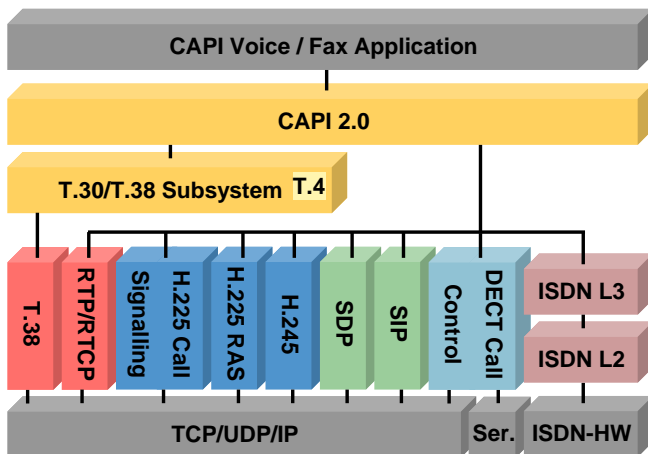 CAPI Voice / Fax Application
CAPI 2.0
T.30/T.38 Subsystem T.4
T.38
RTP/RTCP
H.225 Call
Signalling
H.225 RAS
H.245
SDP
SIP
DECT Call
Control
ISDN L3
ISDN L2
TCP/UDP/IP
Ser.
ISDN-HW